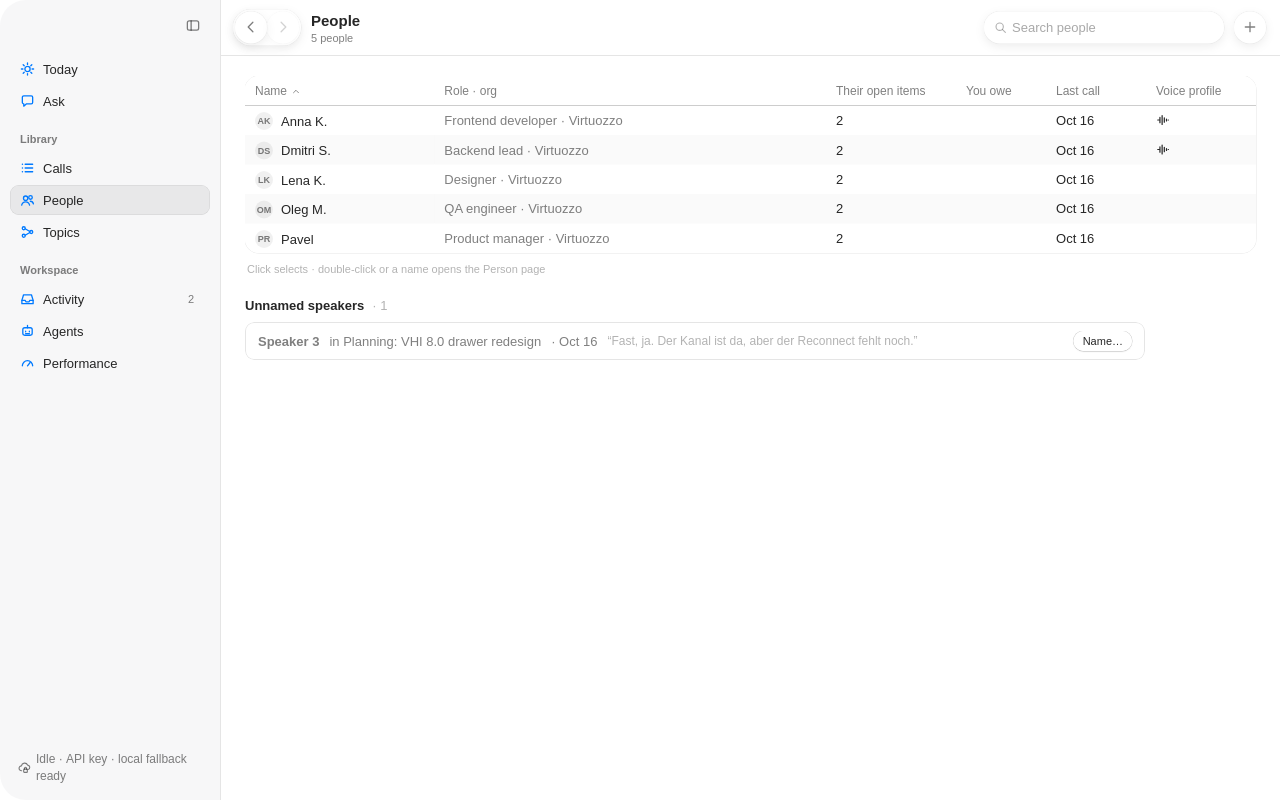 People
5 people
Search people
Today
Ask
Library
Calls
People
Topics
Workspace
Activity 2
Agents
Performance
Idle · API key · local fallback
ready
Name Role · org Their open items You owe Last call Voice profile
AK Anna K. Frontend developer · Virtuozzo 2 Oct 16
DS Dmitri S. Backend lead · Virtuozzo 2 Oct 16
LK Lena K. Designer · Virtuozzo 2 Oct 16
OM Oleg M. QA engineer · Virtuozzo 2 Oct 16
PR Pavel Product manager · Virtuozzo 2 Oct 16
Click selects · double-click or a name opens the Person page
Unnamed speakers · 1
Speaker 3 in Planning: VHI 8.0 drawer redesign · Oct 16 “Fast, ja. Der Kanal ist da, aber der Reconnect fehlt noch.” Name…